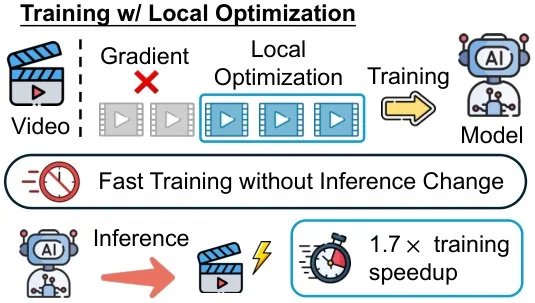 Training w/ Local Optimization
Gradient
Local
Optimization
Training
AI
Video
Model
Fast Training without Inference Change
AI
Inference
1.7 × training
speedup